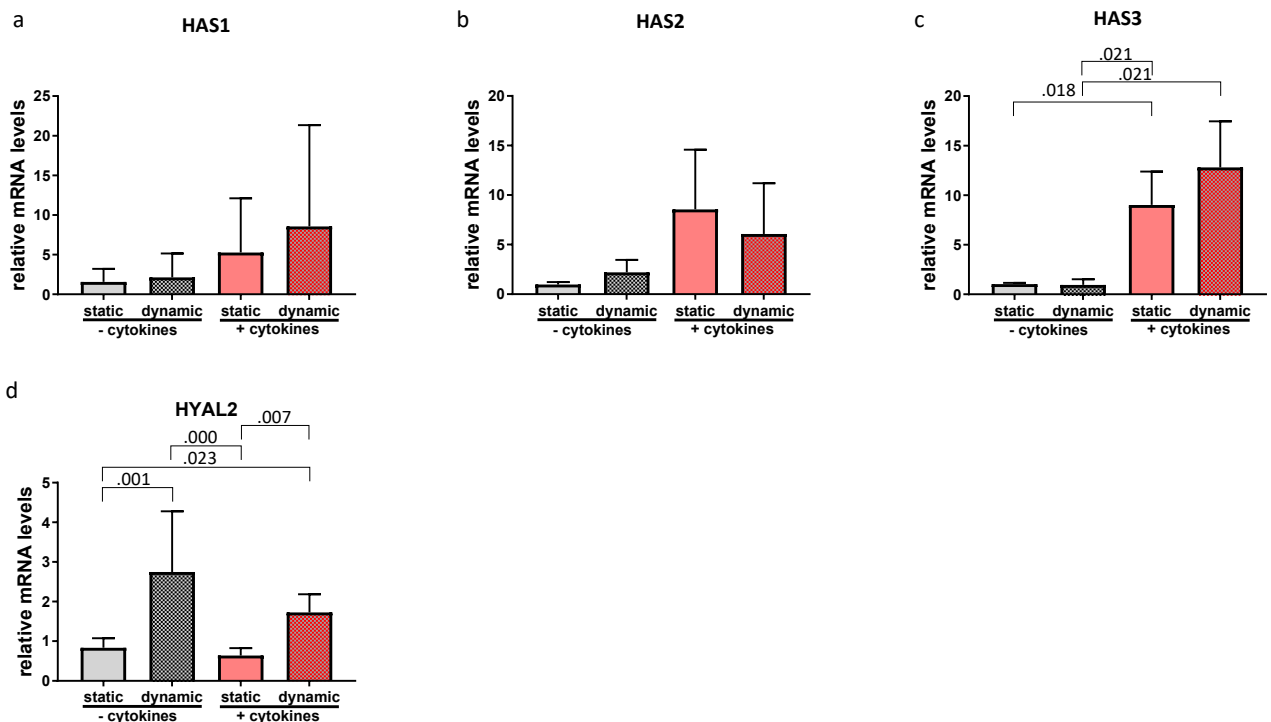 a
HAS1
relative mRNA levels
25
20
15
10
5
0
static dynamic static dynamic
- cytokines + cytokines
b
HAS2
relative mRNA levels
20
15
10
5
0
static dynamic static dynamic
- cytokines + cytokines
c
HAS3
.021
.021
.018
relative mRNA levels
20
15
10
5
0
static dynamic static dynamic
- cytokines + cytokines
d
HYAL2
.007
.000
.023
.001
relative mRNA levels
5
4
3
2
1
0
static dynamic static dynamic
- cytokines + cytokines